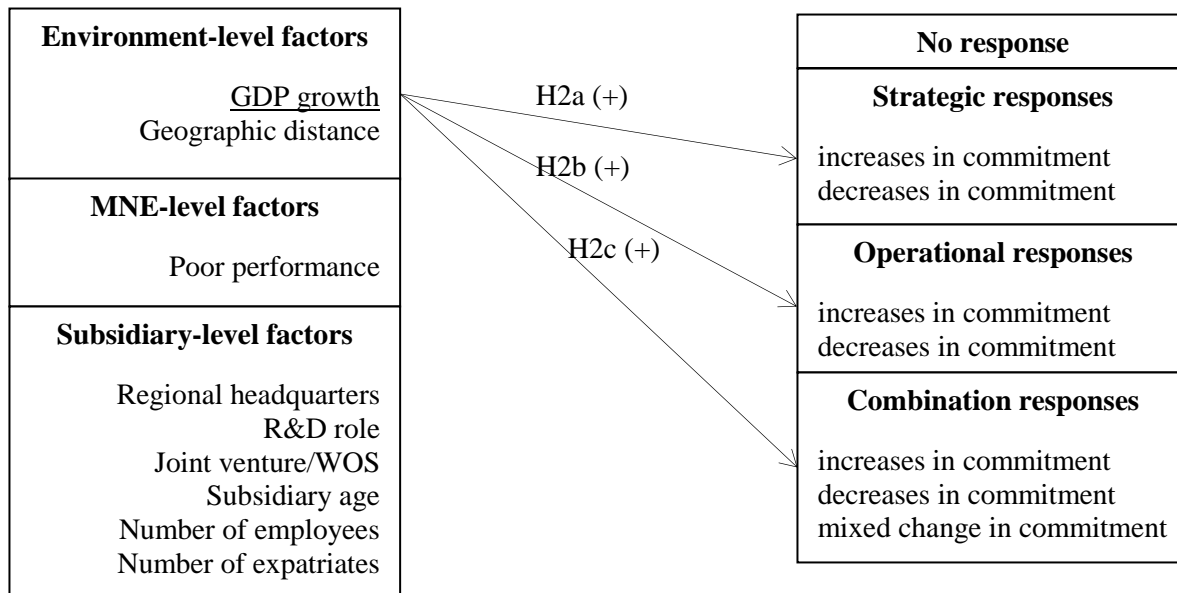 Environment-level factors
GDP growth
Geographic distance
MNE-level factors
Poor performance
Subsidiary-level factors
Regional headquarters
R&D role
Joint venture/WOS
Subsidiary age
Number of employees
Number of expatriates
H2a (+)
H2b (+)
H2c (+)
No response
Strategic responses
increases in commitment
decreases in commitment
Operational responses
increases in commitment
decreases in commitment
Combination responses
increases in commitment
decreases in commitment
mixed change in commitment